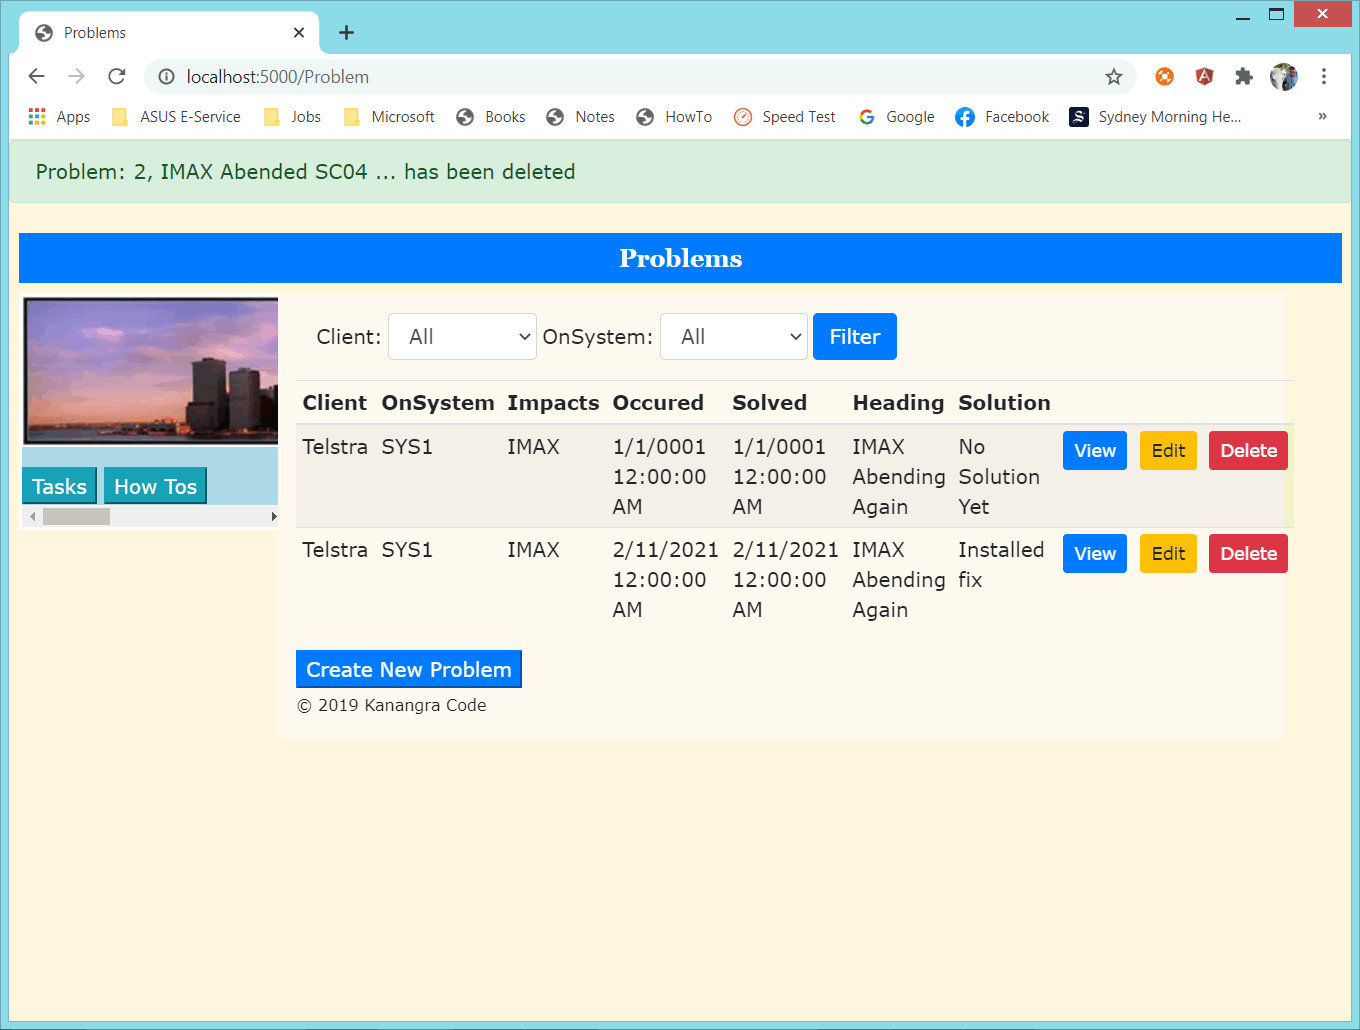 Problems
localhost:5000/Problem
Apps ASUS E-Service Jobs Microsoft Books Notes HowTo Speed Test Google Facebook Sydney Morning He... »
Problem: 2, IMAX Abended SC04 ... has been deleted
Problems
Client: All OnSystem: All Filter
Client OnSystem Impacts Occured Solved Heading Solution
Telstra SYS1 IMAX 1/1/0001 1/1/0001 IMAX No View Edit Delete
12:00:00 12:00:00 Abending Solution
AM AM Again Yet
Tasks How Tos
Telstra SYS1 IMAX 2/11/2021 2/11/2021 IMAX Installed View Edit Delete
12:00:00 12:00:00 Abending fix
AM AM Again
Create New Problem
© 2019 Kanangra Code